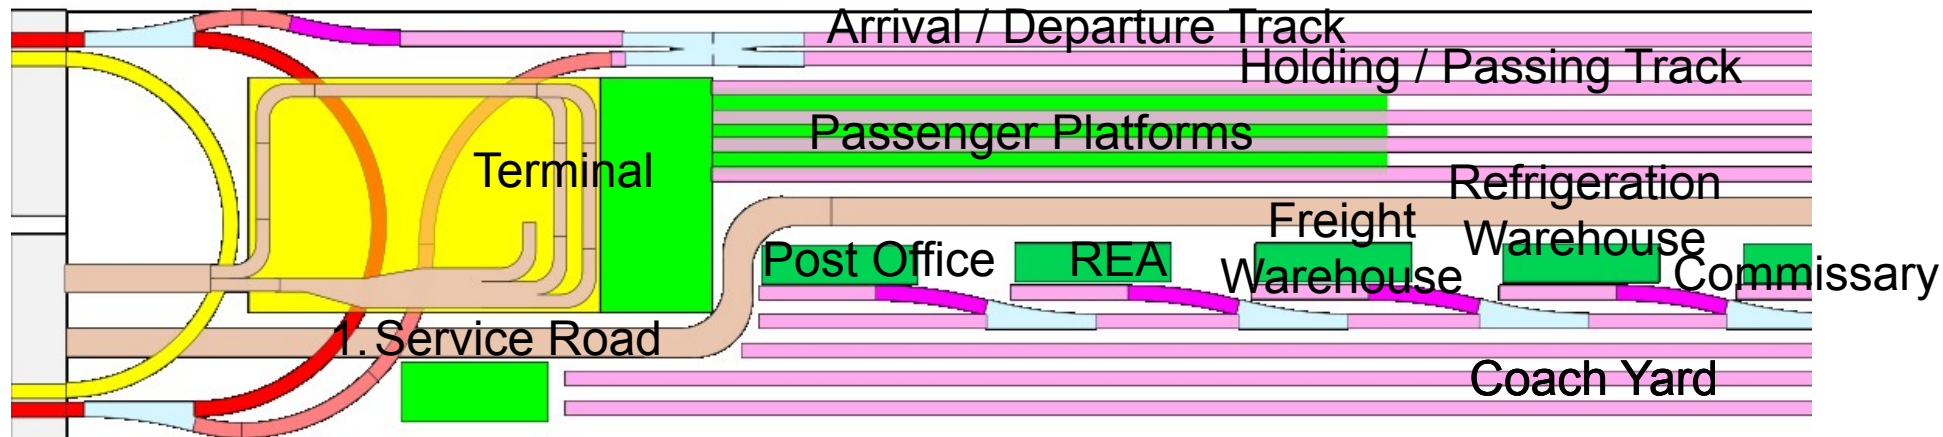 Arrival / Departure Track
Holding / Passing Track
Passenger Platforms
Terminal
Refrigeration
Warehouse
Freight
Warehouse
Post Office
REA
Commissary
1. Service Road
Coach Yard